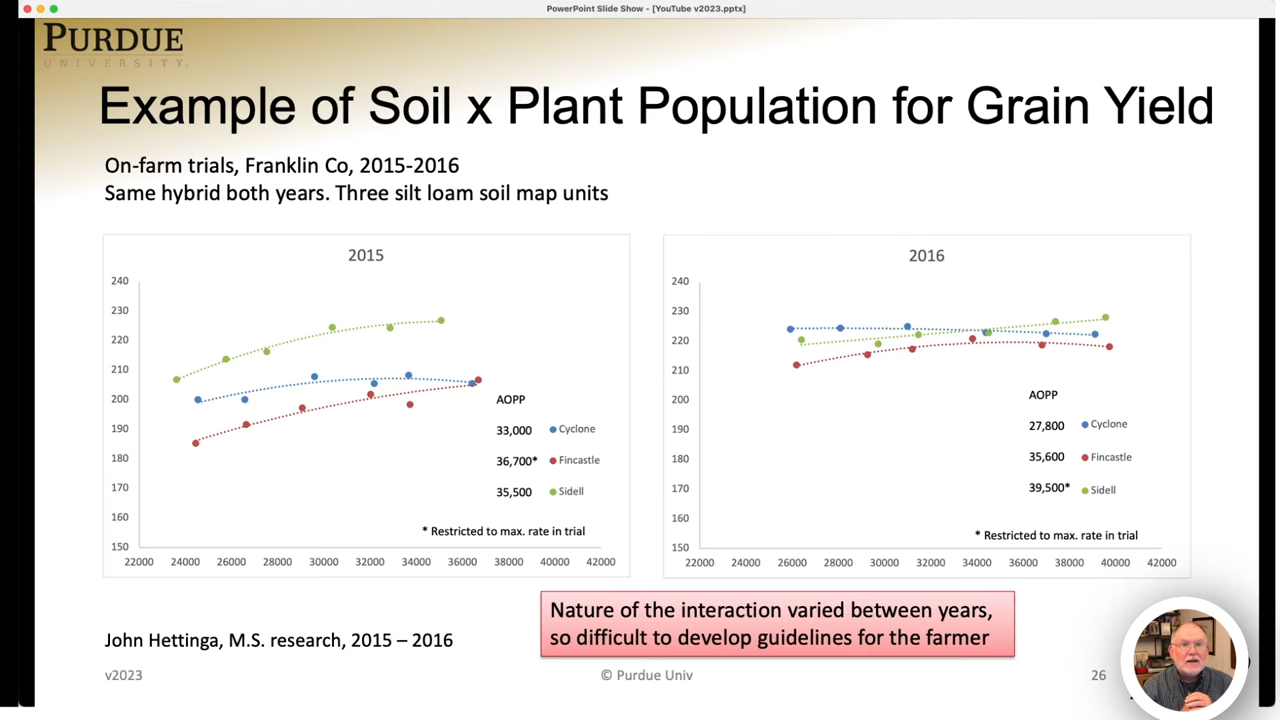 PowerPoint Slide Show - [YouTube v2023.pptx]
PURDUE
UNIVERSITY.
Example of Soil x Plant Population for Grain Yield
On-farm trials, Franklin Co, 2015-2016
Same hybrid both years. Three silt loam soil map units
2015
240
230
220
210
200
190
180
170
160
150
22000 24000 26000 28000 30000 32000 34000 36000 38000 40000 42000
AOPP
33,000 Cyclone
36,700* Fincastle
35,500 Sidell
* Restricted to max. rate in trial
2016
240
230
220
210
200
190
180
170
160
150
22000 24000 26000 28000 30000 32000 34000 36000 38000 40000 42000
AOPP
27,800 Cyclone
35,600 Fincastle
39,500* Sidell
* Restricted to max. rate in trial
Nature of the interaction varied between years,
so difficult to develop guidelines for the farmer
John Hettinga, M.S. research, 2015 – 2016
v2023
© Purdue Univ
26